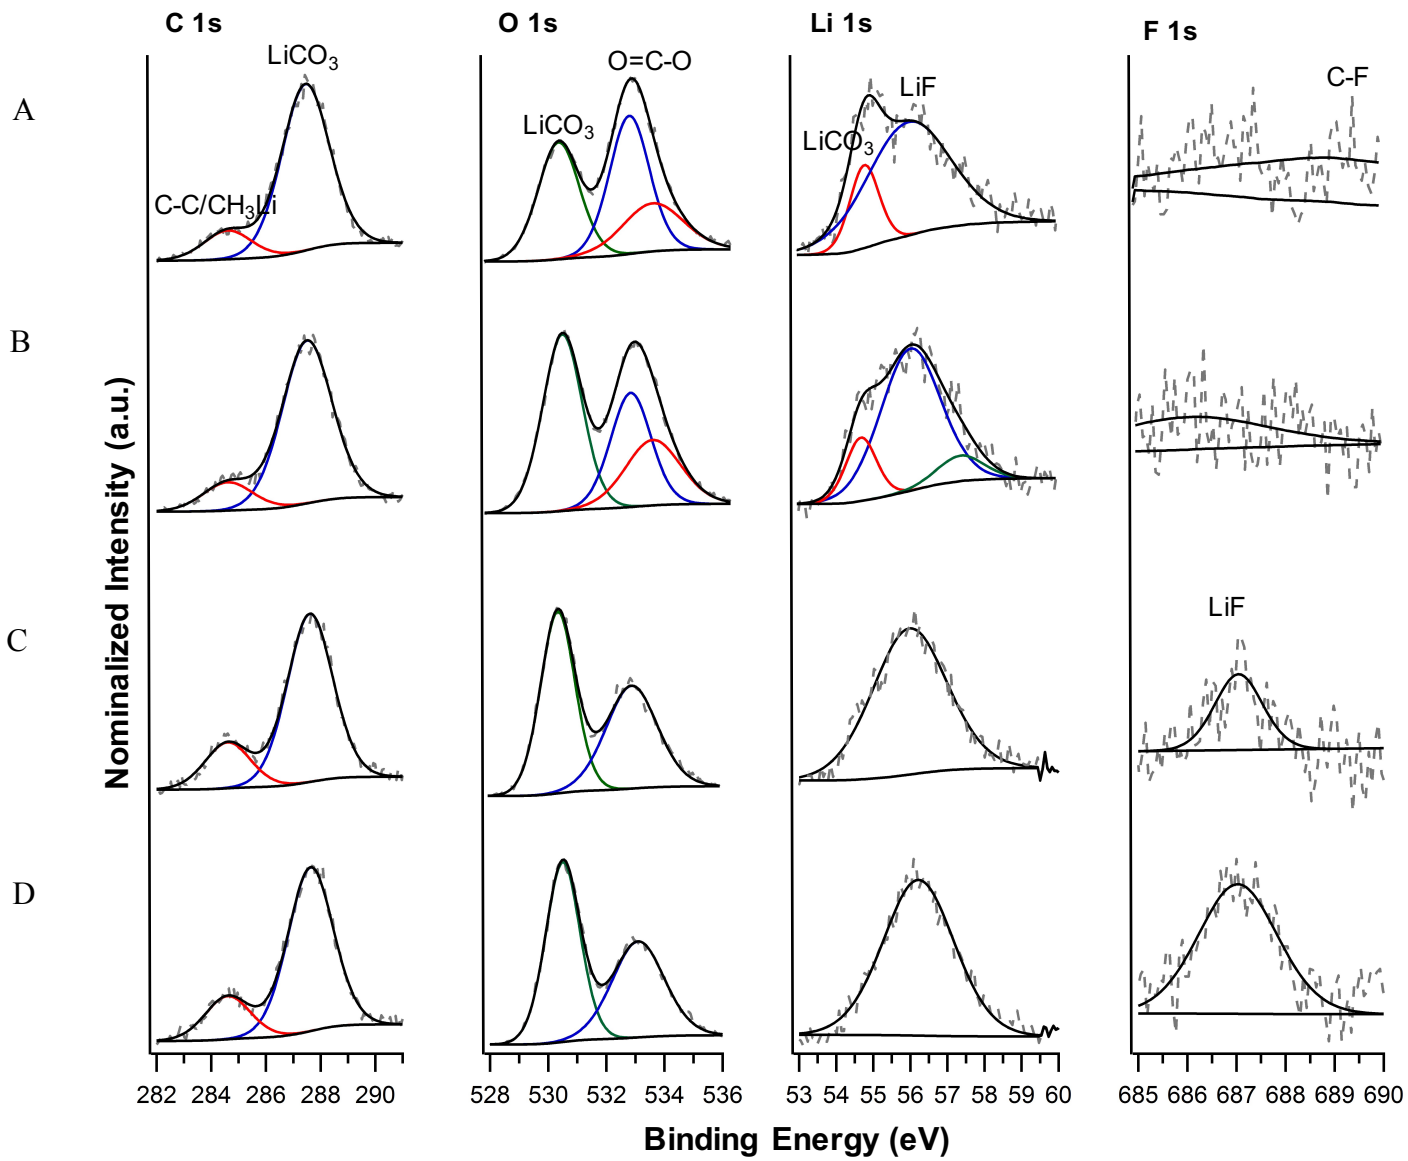 C 1s
O 1s
Li 1s
F 1s
A
LiCO₃
C-C/CH₃Li
LiCO₃
O=C-O
LiCO₃
LiF
C-F
B
C
LiF
D
Nominalized Intensity (a.u.)
282 284 286 288 290
528 530 532 534 536
53 54 55 56 57 58 59 60
685 686 687 688 689 690
Binding Energy (eV)